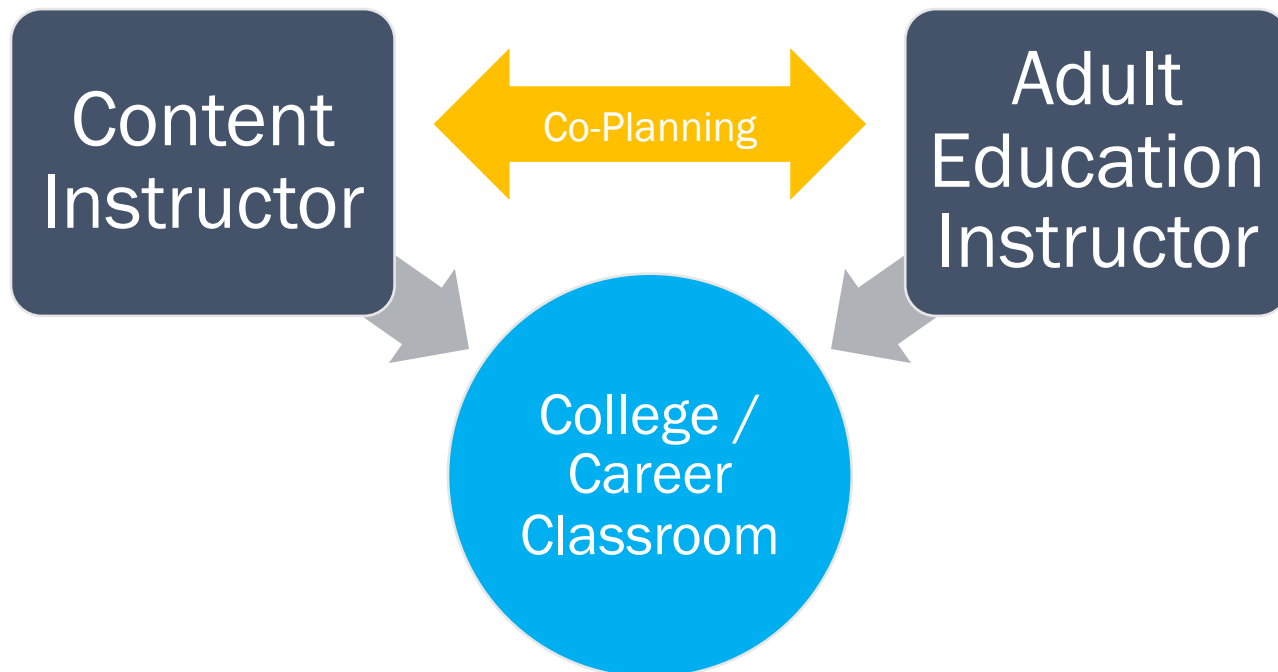 Content
Instructor
Co-Planning
Adult
Education
Instructor
College /
Career
Classroom